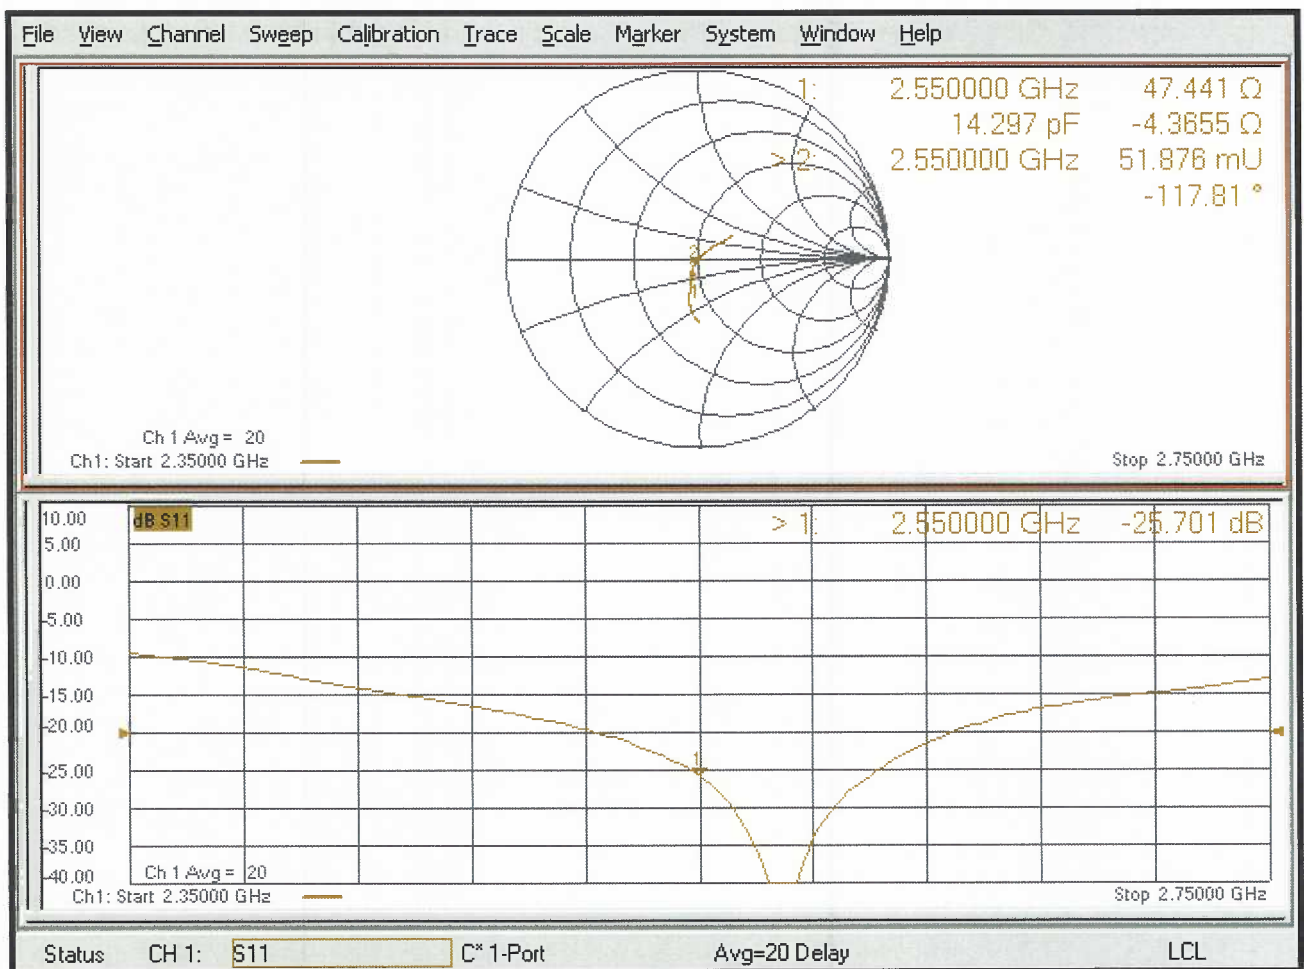 File View Channel Sweep Calibration Trace Scale Marker System Window Help
1: 2.550000 GHz 47.441 Ω
14.297 pF -4.3655 Ω
> 2: 2.550000 GHz 51.876 mU
-117.81 °
Ch 1 Avg = 20
Ch1: Start 2.35000 GHz
Stop 2.75000 GHz
dB S11
> 1: 2.550000 GHz -25.701 dB
10.00
5.00
0.00
-5.00
-10.00
-15.00
-20.00
-25.00
-30.00
-35.00
-40.00
1
Ch 1 Avg = 20
Ch1: Start 2.35000 GHz
Stop 2.75000 GHz
Status CH 1: S11 C* 1-Port Avg=20 Delay LCL